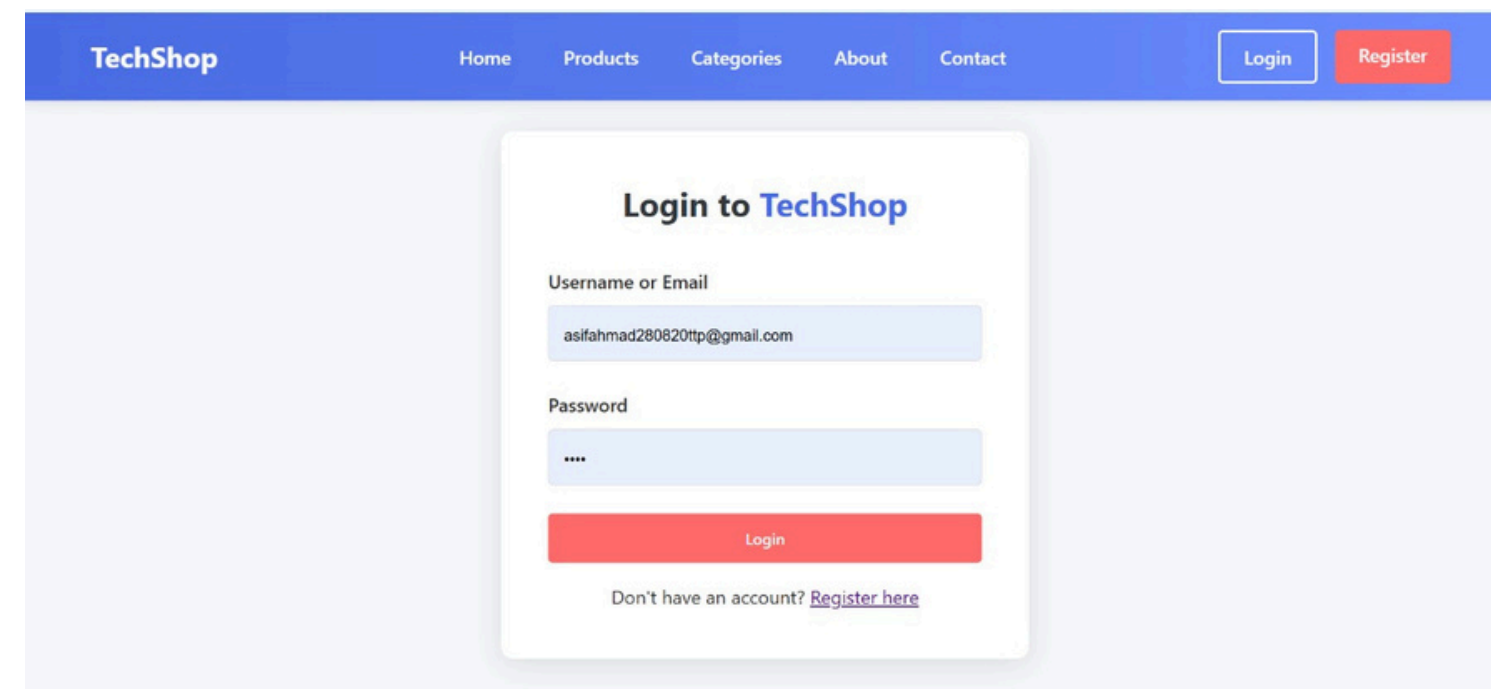 TechShop Home Products Categories About Contact Login Register
Login to TechShop
Username or Email
asifahmad280820ttp@gmail.com
Password
••••
Login
Don't have an account? Register here